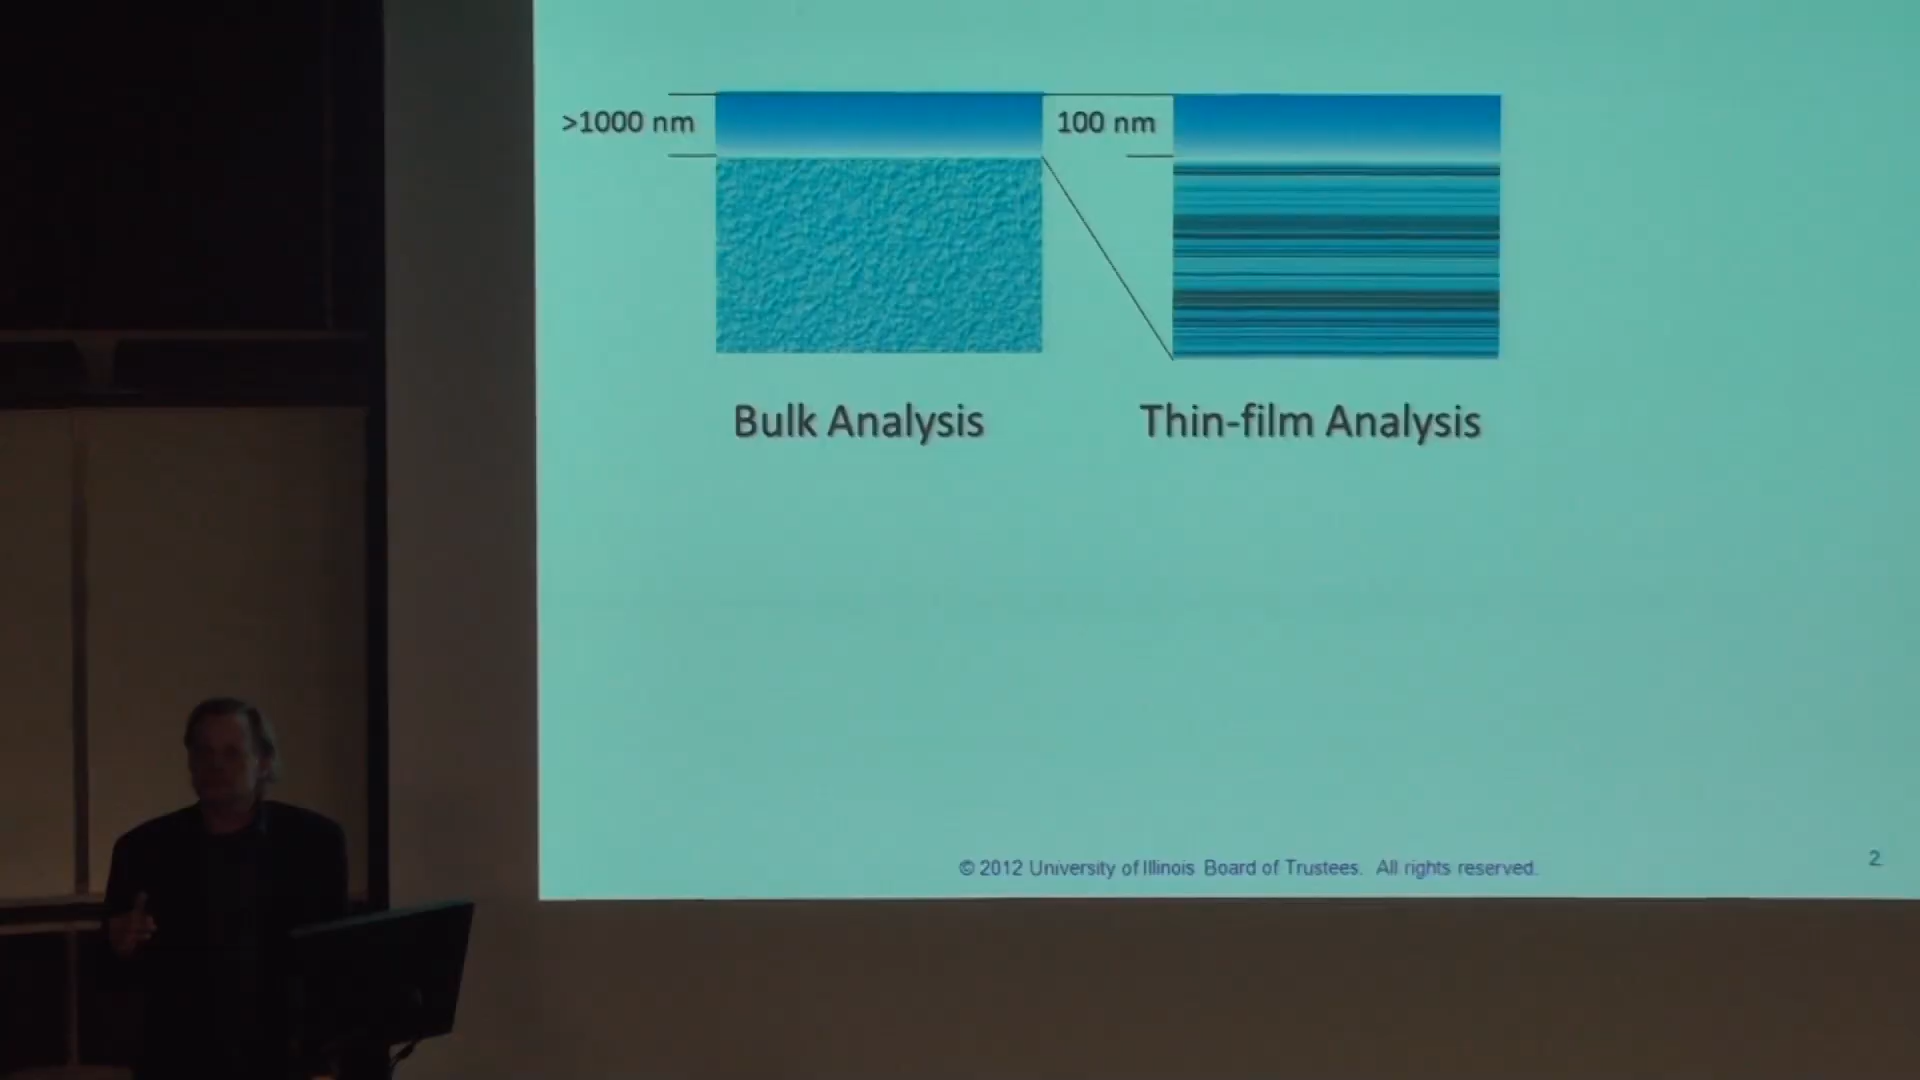 >1000 nm
100 nm
Bulk Analysis
Thin-film Analysis
© 2012 University of Illinois Board of Trustees. All rights reserved.
2